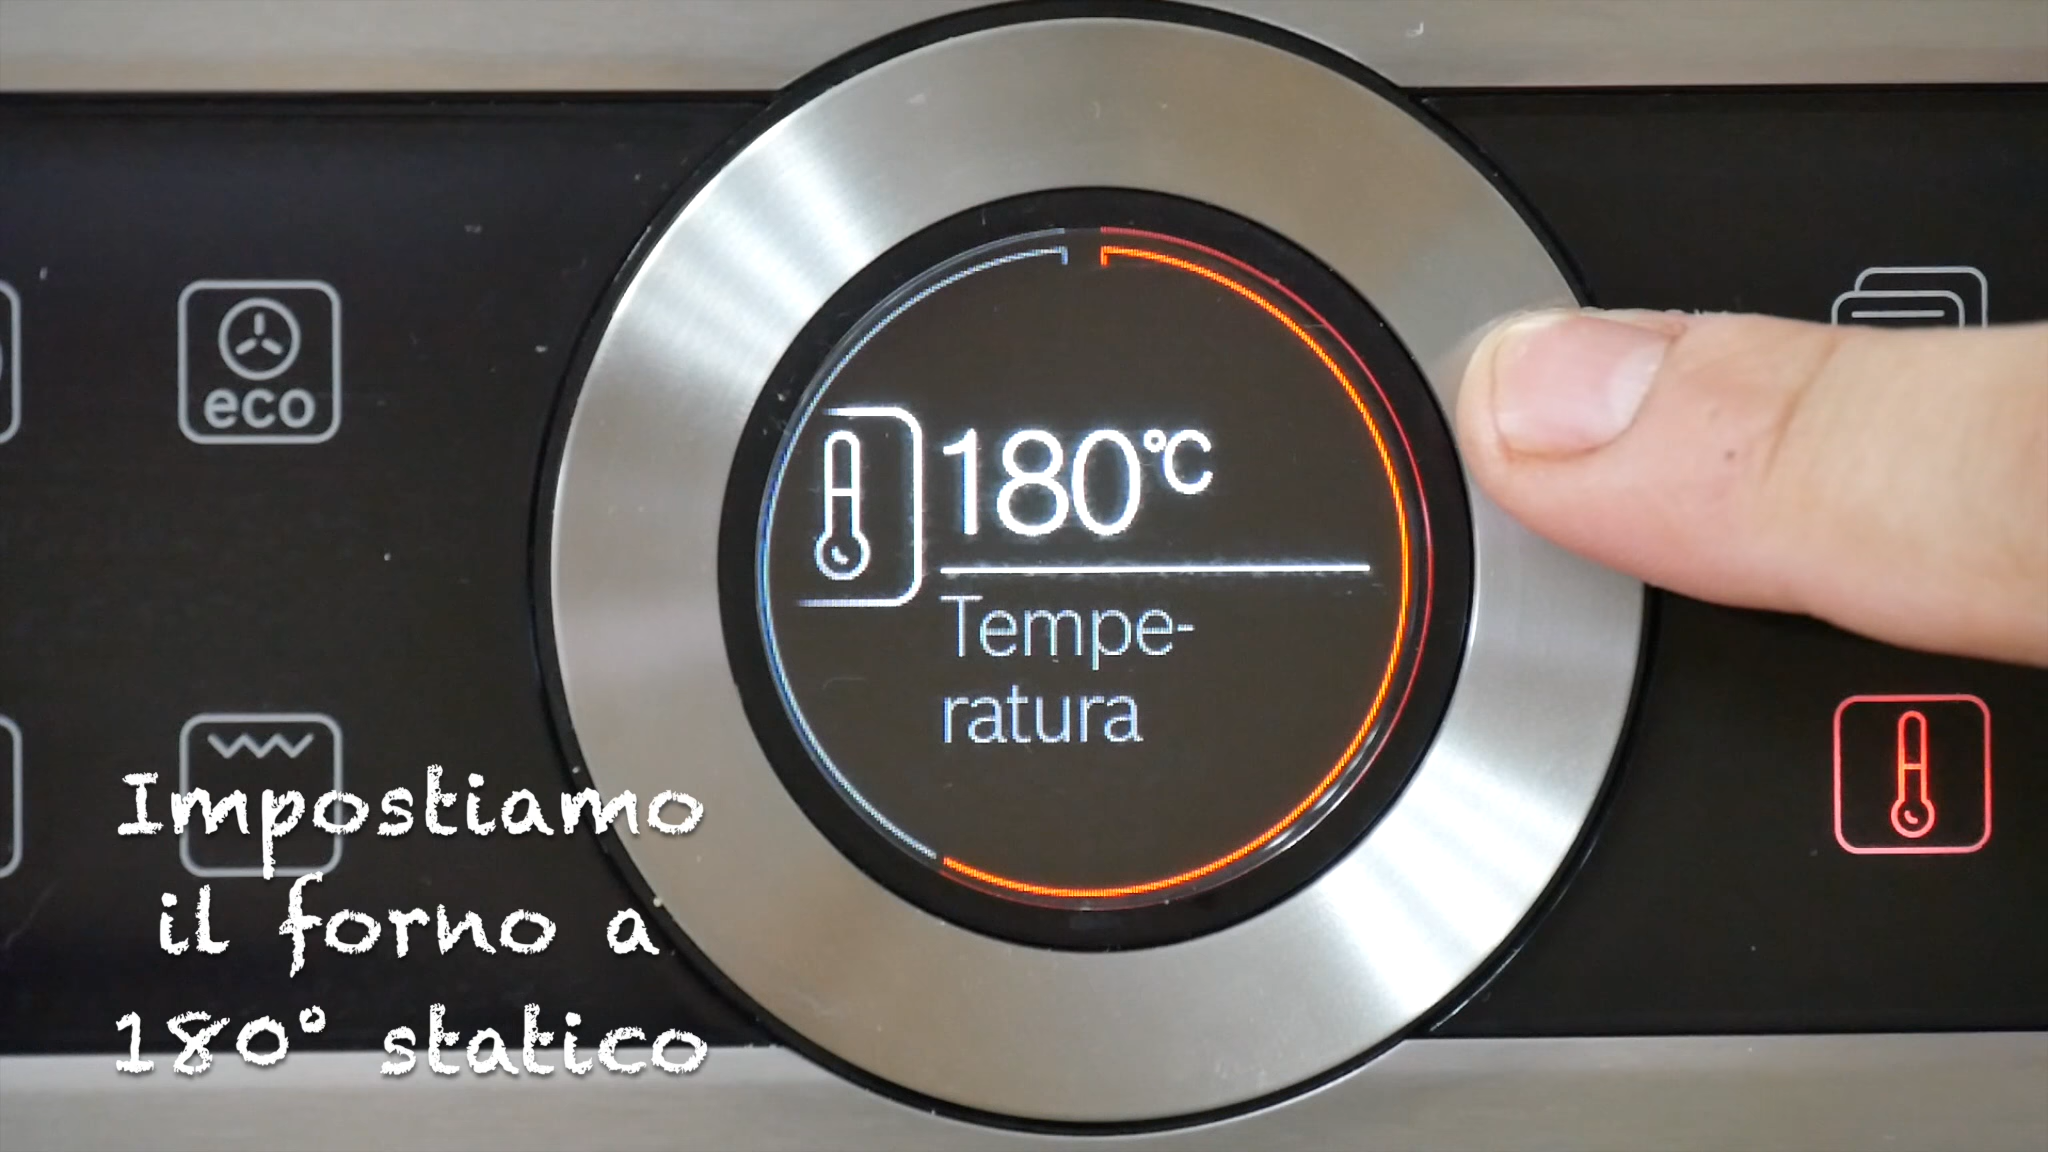 eco
180°C
Tempe-
ratura
Impostiamo
il forno a
180° statico